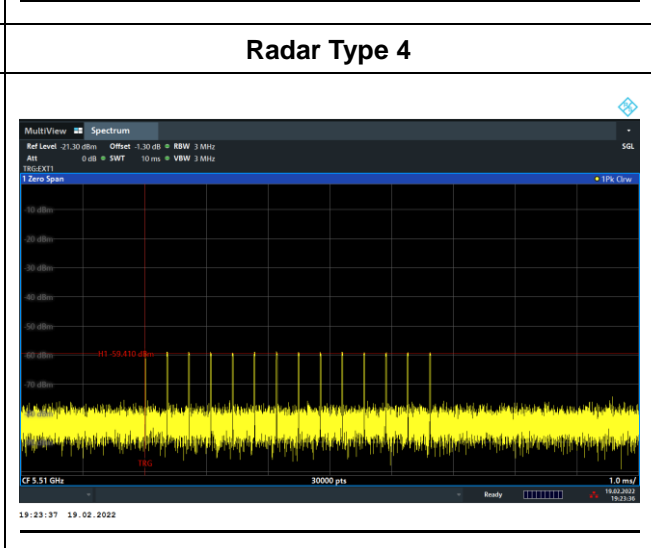 Radar Type 4
MultiView Spectrum
Ref Level -21.30 dBm Offset -1.30 dB RBW 3 MHz SGL
Att 0 dB SWT 10 ms VBW 3 MHz
TRG:EXT1
1 Zero Span 1Pk Clrw
-10 dBm
-20 dBm
-30 dBm
-40 dBm
-50 dBm
H1 -59.410 dBm
-60 dBm
-70 dBm
TRG
CF 5.51 GHz 30000 pts 1.0 ms/
Ready 19.02.2022
19:23:36
19:23:37 19.02.2022